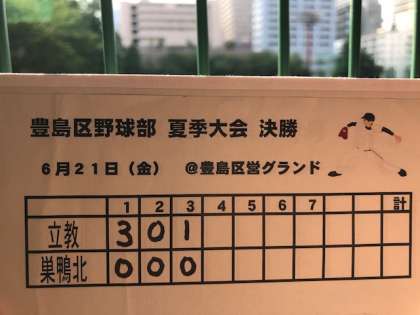 豊島区野球部 夏季大会 決勝
6月21日（金） @豊島区営グランド
1 2 3 4 5 6 7 計
立教 3 0 1
巣鴨北 0 0 0